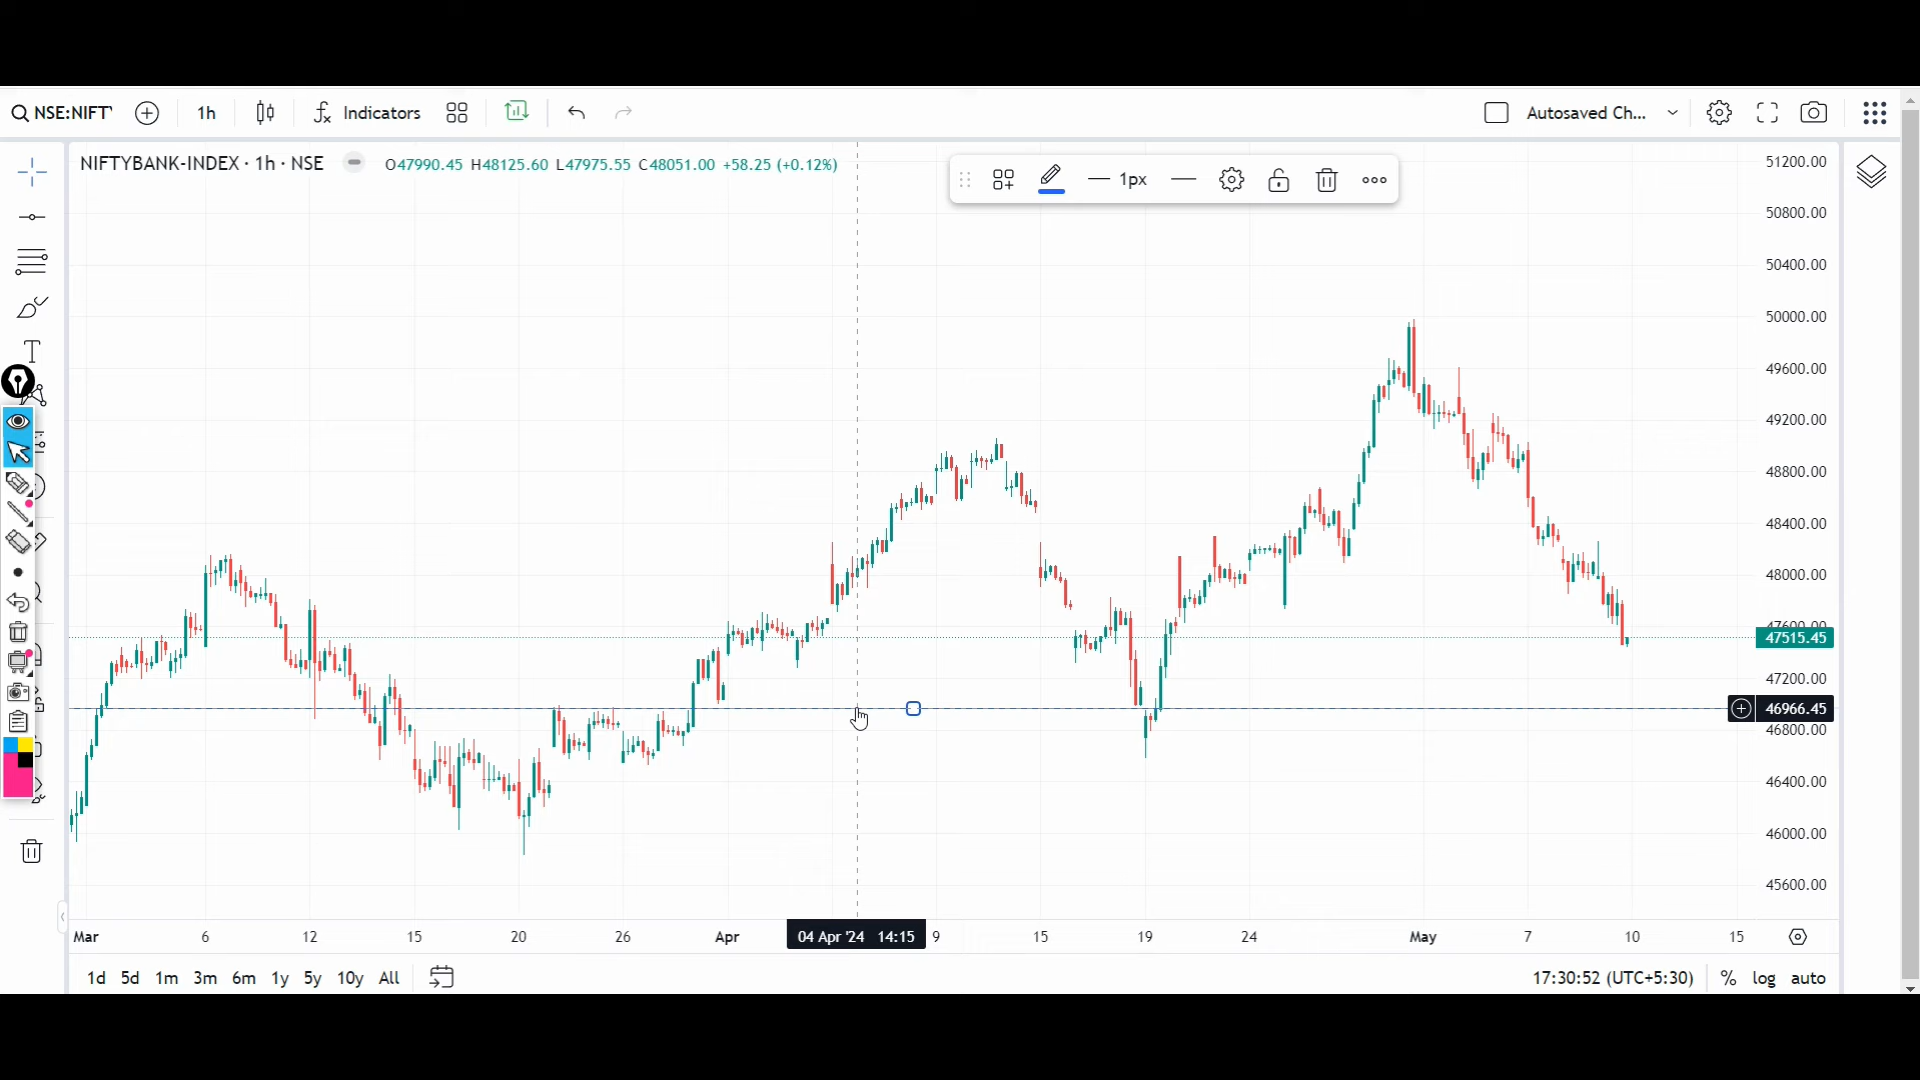 NSE:NIFT
1h
Indicators
Autosaved Ch...
NIFTYBANK-INDEX · 1h · NSE
O47990.45 H48125.60 L47975.55 C48051.00 +58.25 (+0.12%)
1px
51200.00
50800.00
50400.00
50000.00
49600.00
49200.00
48800.00
48400.00
48000.00
47600.00
47515.45
47200.00
46966.45
46800.00
46400.00
46000.00
45600.00
Mar 6 12 15 20 26 Apr 04 Apr '24 14:15 9 15 19 24 May 7 10 15
1d 5d 1m 3m 6m 1y 5y 10y All
17:30:52 (UTC+5:30) % log auto